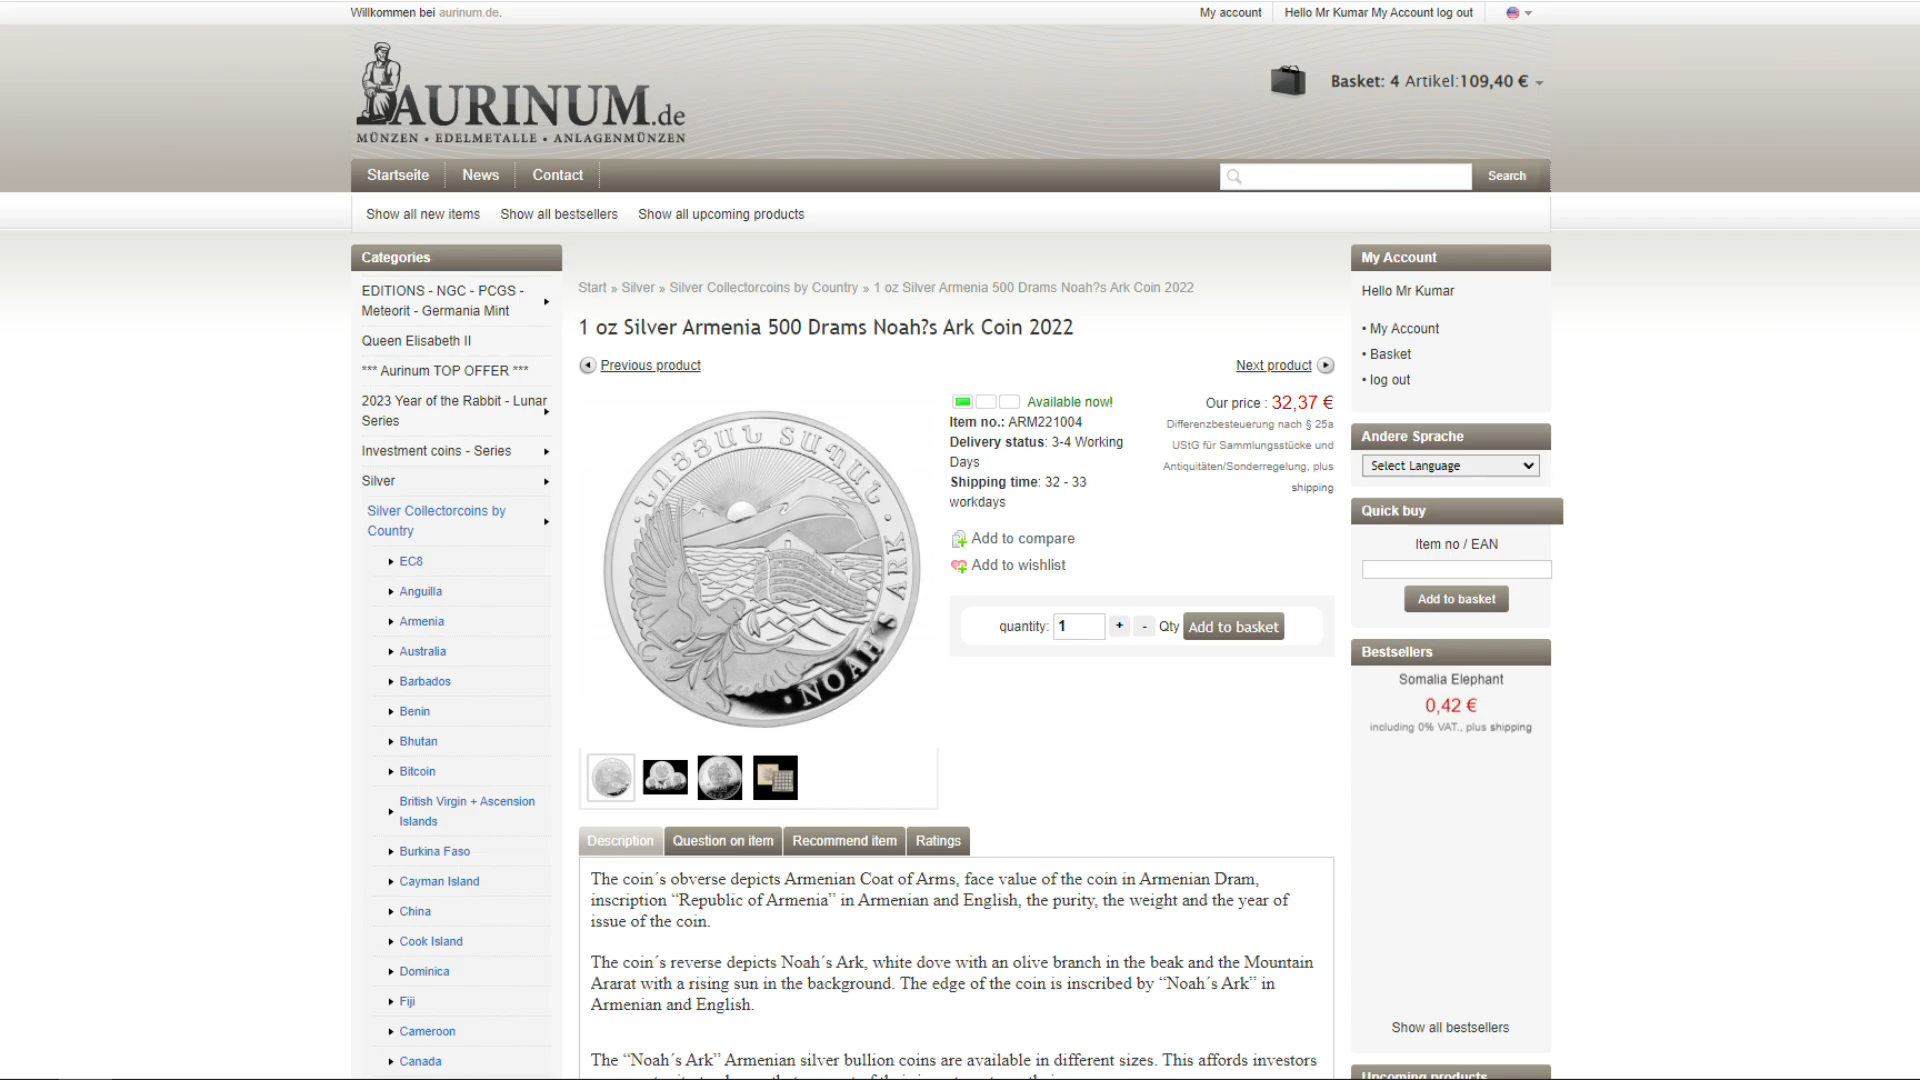 Willkommen bei aurinum.de.
My account
Hello Mr Kumar My Account log out
AURINUM.de
MÜNZEN • EDELMETALLE • ANLAGENMÜNZEN
Basket: 4 Artikel:109,40 €
Startseite
News
Contact
Search
Show all new items
Show all bestsellers
Show all upcoming products
Categories
EDITIONS - NGC - PCGS -
Meteorit - Germania Mint
Queen Elisabeth II
*** Aurinum TOP OFFER ***
2023 Year of the Rabbit - Lunar
Series
Investment coins - Series
Silver
Silver Collectorcoins by
Country
EC8
Anguilla
Armenia
Australia
Barbados
Benin
Bhutan
Bitcoin
British Virgin + Ascension
Islands
Burkina Faso
Cayman Island
China
Cook Island
Dominica
Fiji
Cameroon
Canada
Start » Silver » Silver Collectorcoins by Country » 1 oz Silver Armenia 500 Drams Noah?s Ark Coin 2022
1 oz Silver Armenia 500 Drams Noah?s Ark Coin 2022
Previous product
Next product
ՆՈՅՅԱՆ ՏԱՊԱՆ
NOAH'S ARK
Available now!
Item no.: ARM221004
Delivery status: 3-4 Working
Days
Shipping time: 32 - 33
workdays
Our price : 32,37 €
Differenzbesteuerung nach § 25a
UStG für Sammlungsstücke und
Antiquitäten/Sonderregelung, plus
shipping
Add to compare
Add to wishlist
quantity: 1 + - Qty Add to basket
Description
Question on item
Recommend item
Ratings
The coin´s obverse depicts Armenian Coat of Arms, face value of the coin in Armenian Dram,
inscription “Republic of Armenia” in Armenian and English, the purity, the weight and the year of
issue of the coin.
The coin´s reverse depicts Noah´s Ark, white dove with an olive branch in the beak and the Mountain
Ararat with a rising sun in the background. The edge of the coin is inscribed by “Noah´s Ark” in
Armenian and English.
The “Noah´s Ark” Armenian silver bullion coins are available in different sizes. This affords investors
My Account
Hello Mr Kumar
• My Account
• Basket
• log out
Andere Sprache
Select Language
Quick buy
Item no / EAN
Add to basket
Bestsellers
Somalia Elephant
0,42 €
including 0% VAT., plus shipping
Show all bestsellers
Upcoming products